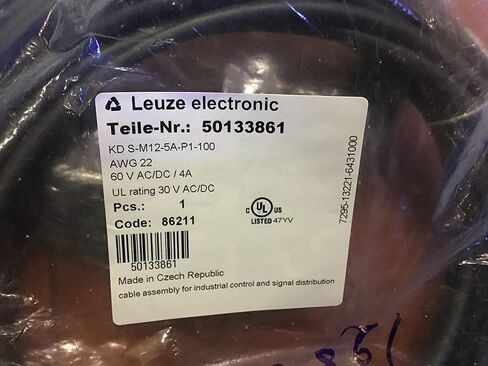 Leuze electronic
Teile-Nr.: 50133861
KD S-M12-5A-P1-100
AWG 22
60 V AC/DC / 4A
UL rating 30 V AC/DC
Pcs.: 1
Code: 86211
50133861
Made in Czech Republic
cable assembly for industrial control and signal distribution
c UL US
LISTED 47YV
7295-13221-6431000